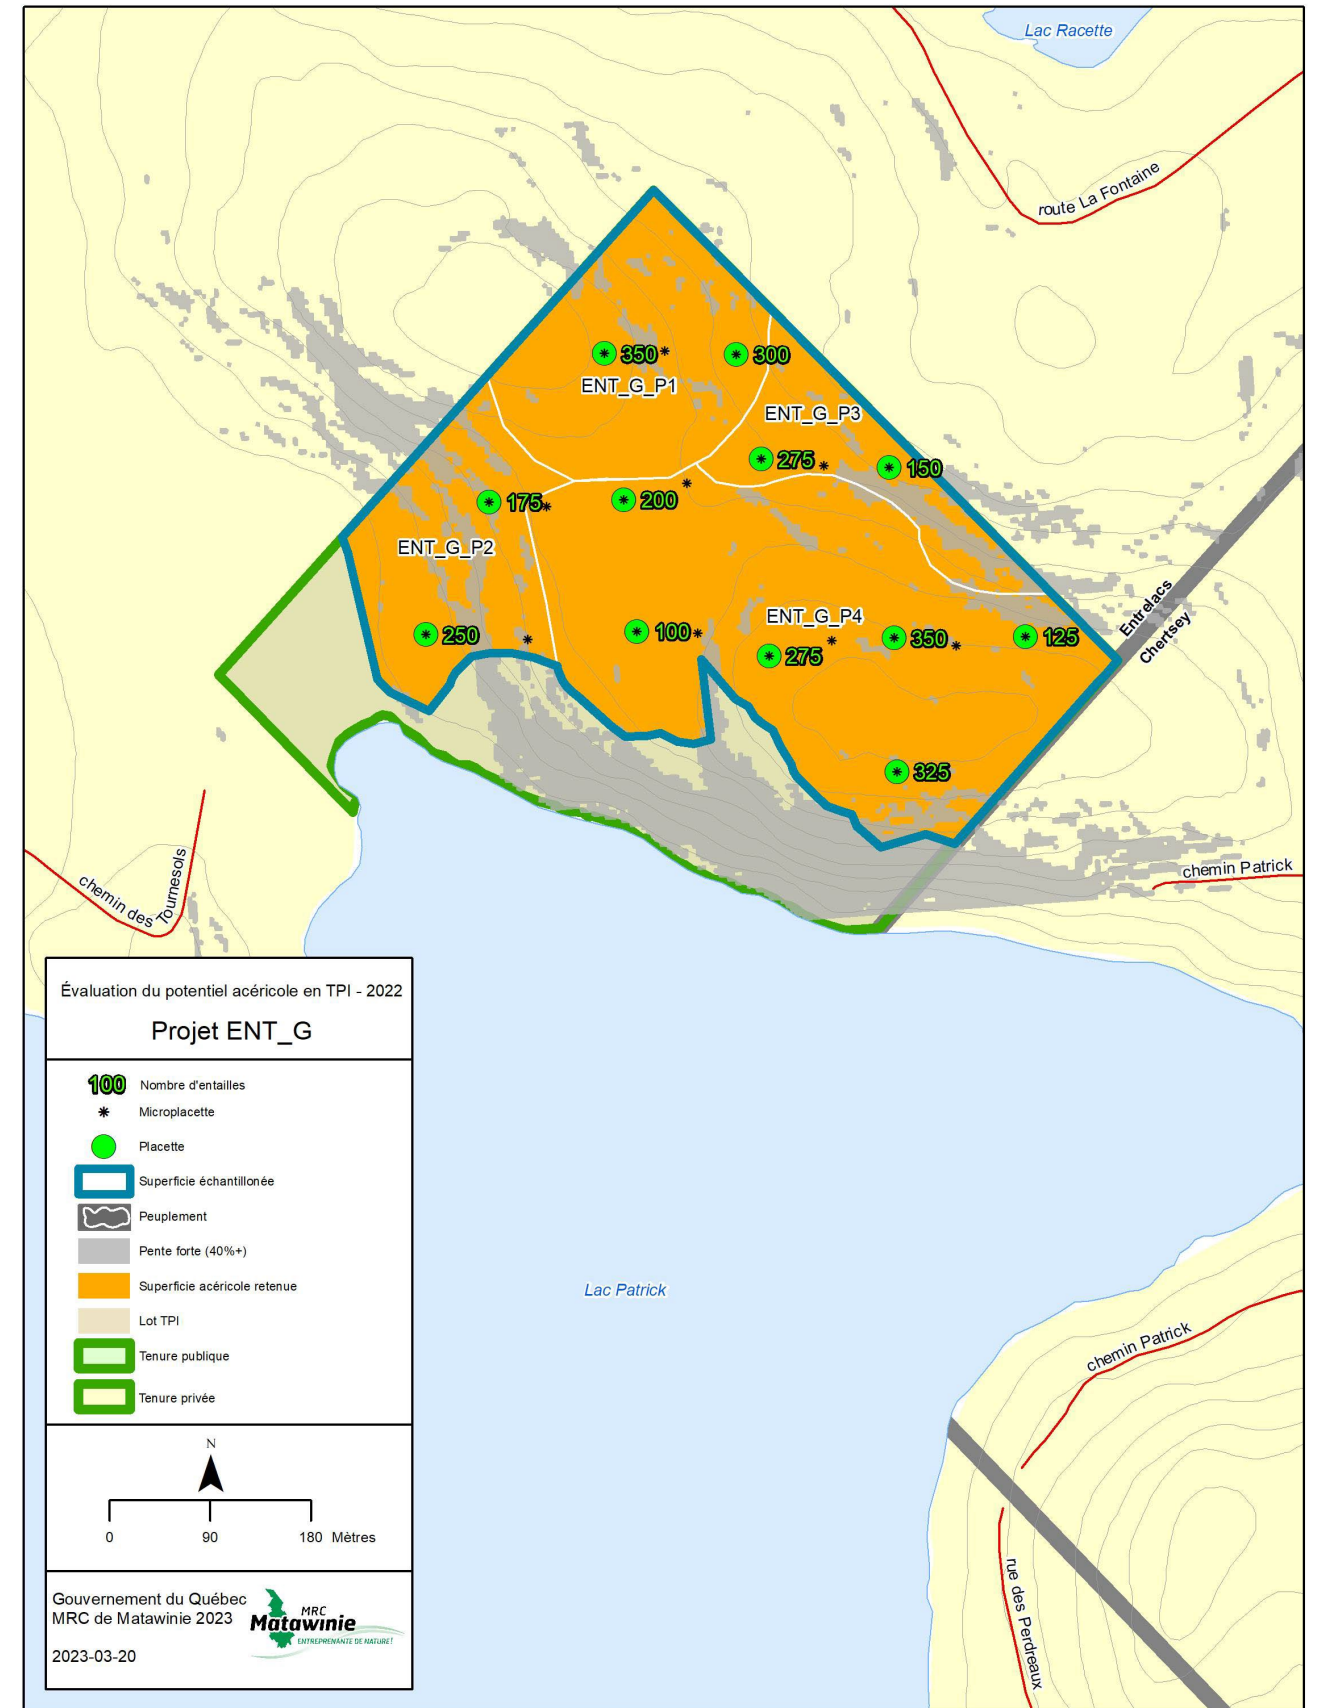 Lac Racette
route La Fontaine
350
300
ENT_G_P1
ENT_G_P3
275
150
175
200
ENT_G_P2
Entrelacs
Chertsey
ENT_G_P4
250
100
350
125
275
325
chemin Patrick
chemin des Tournesols
Évaluation du potentiel acéricole en TPI - 2022
Projet ENT_G
100 Nombre d'entailles
Microplacette
Placette
Superficie échantillonée
Peuplement
Pente forte (40%+)
Superficie acéricole retenue
Lot TPI
Tenure publique
Tenure privée
Lac Patrick
chemin Patrick
N
0 90 180 Mètres
rue des Perdreaux
Gouvernement du Québec
MRC de Matawinie 2023
2023-03-20
MRC
Matawinie
ENTREPRENANTE DE NATURE!